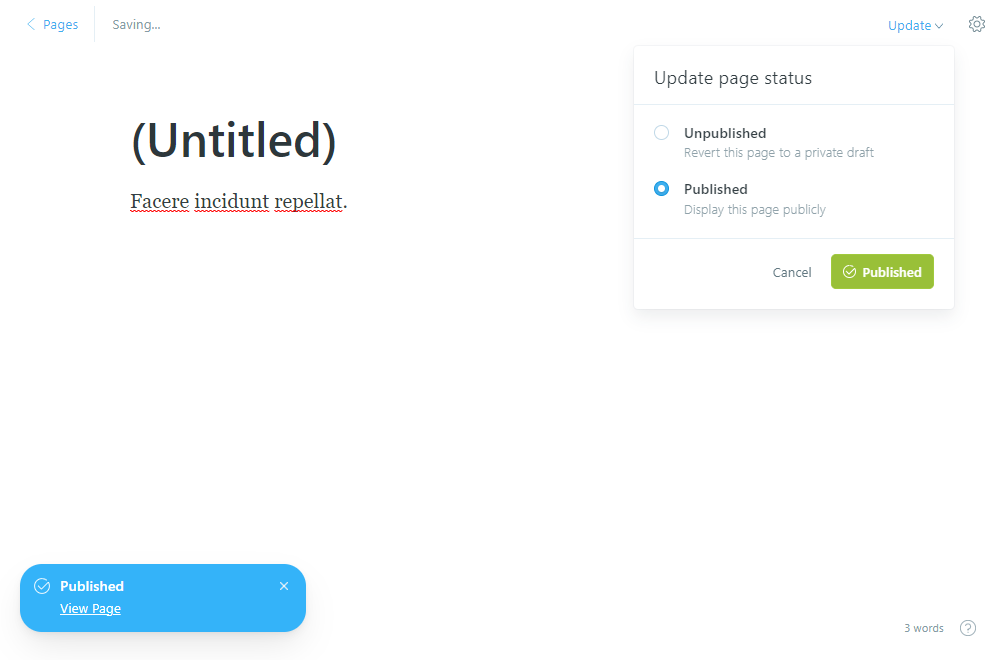 Pages
Saving...
Update
Update page status
(Untitled)
Unpublished
Revert this page to a private draft
Facere incidunt repellat.
Published
Display this page publicly
Cancel
Published
Published
View Page
3 words
?